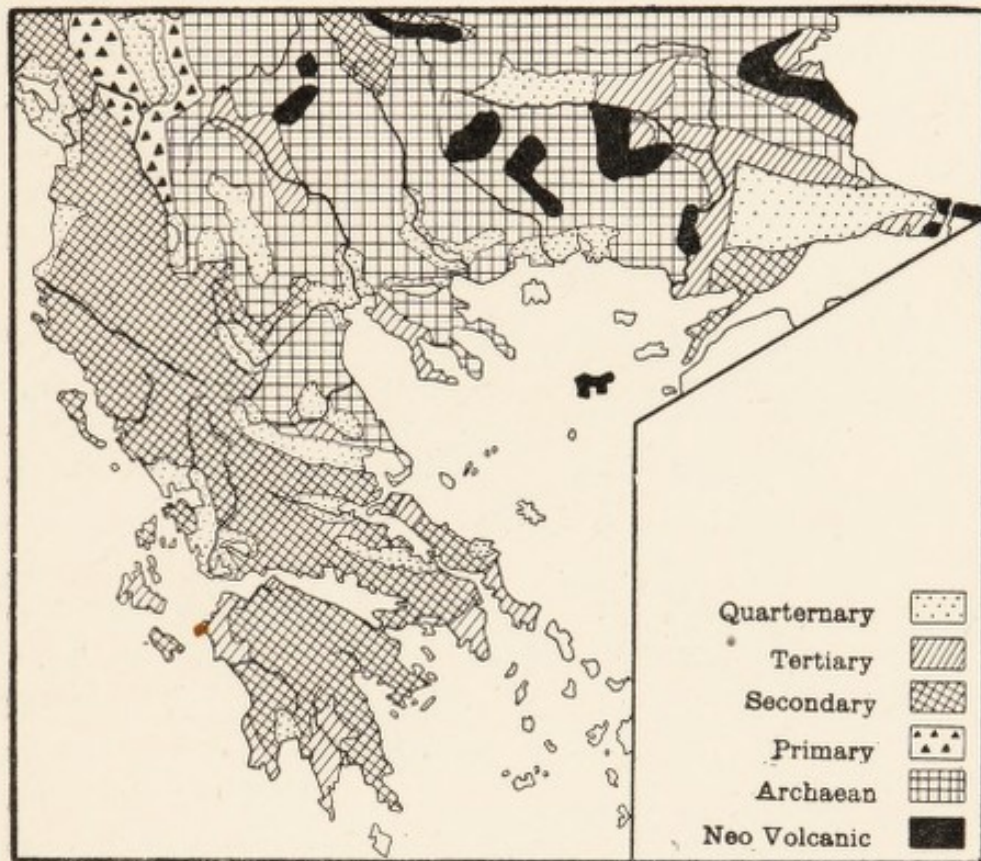 Quarternary
Tertiary
Secondary
Primary
Archaean
Neo Volcanic